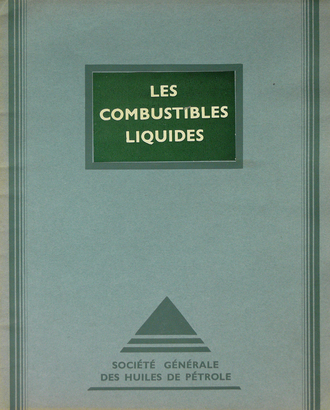 LES
COMBUSTIBLES
LIQUIDES
SOCIÉTÉ GÉNÉRALE
DES HUILES DE PÉTROLE